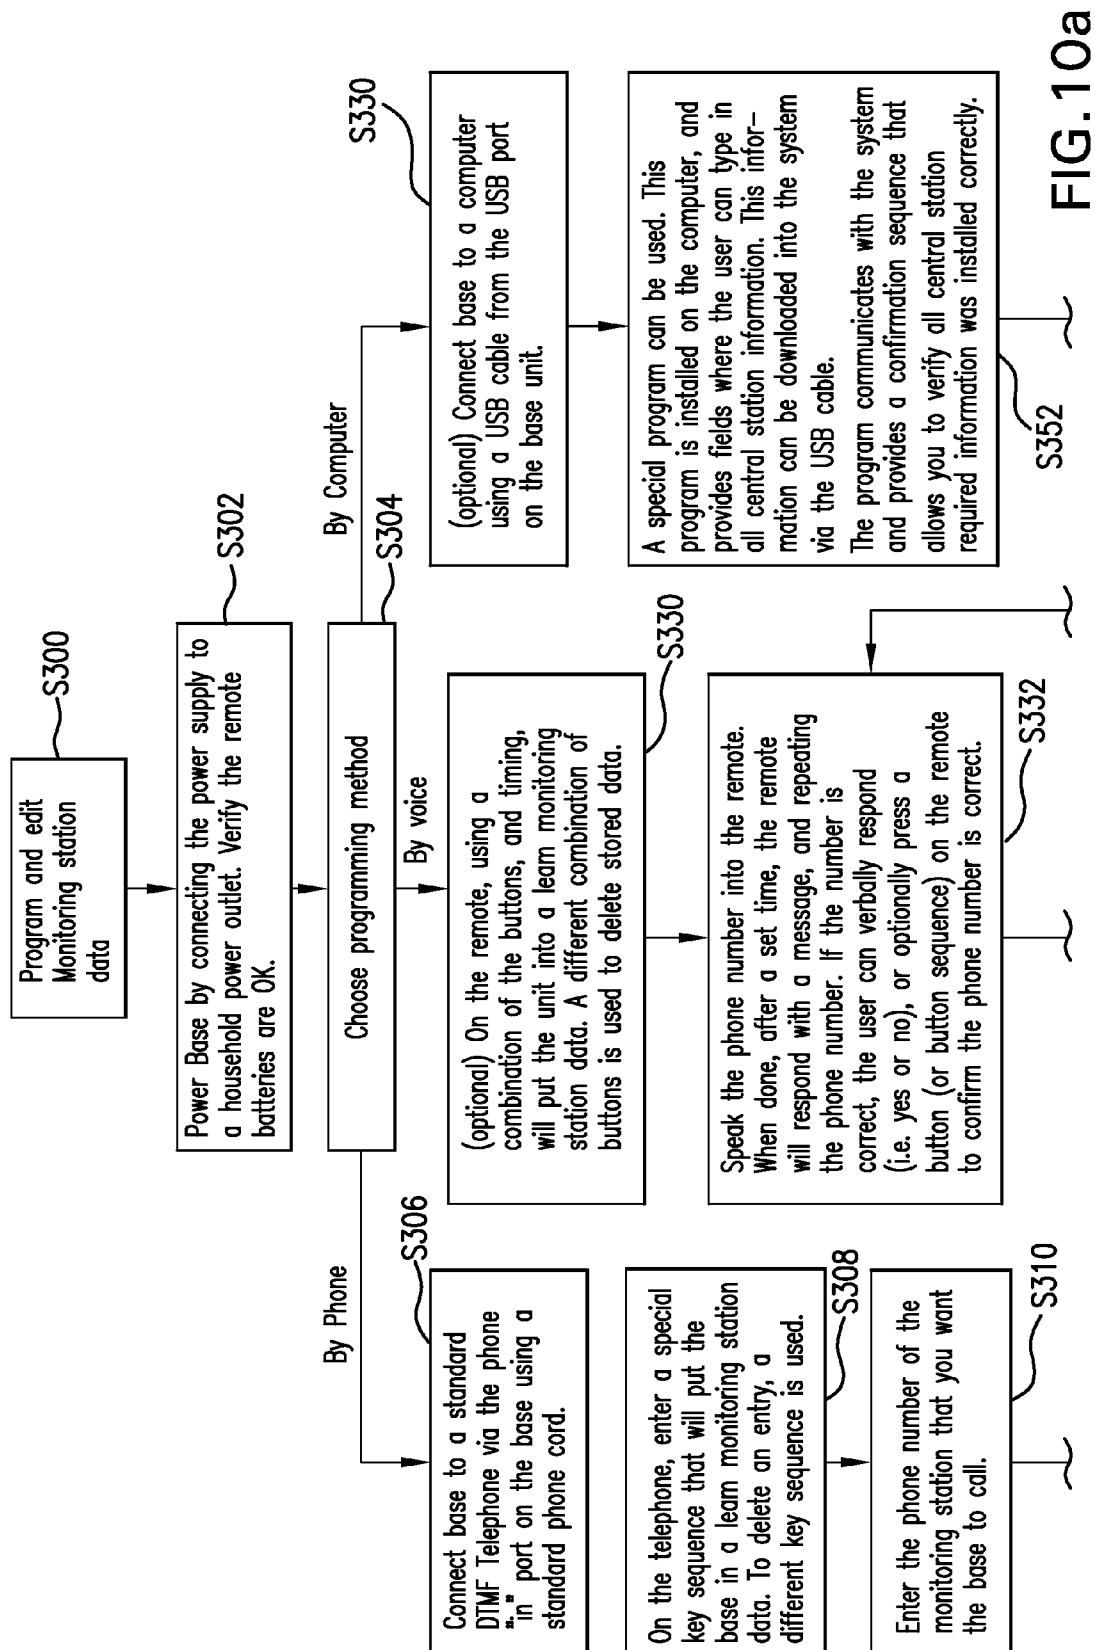 Program and edit
Monitoring station
data
S300
Power Base by connecting the power supply to
a household power outlet. Verify the remote
batteries are OK.
S302
Choose programming method
S304
By Phone
By voice
By Computer
Connect base to a standard
DTMF Telephone via the phone
"in" port on the base using a
standard phone cord.
S306
On the telephone, enter a special
key sequence that will put the
base in a learn monitoring station
data. To delete an entry, a
different key sequence is used.
S308
Enter the phone number of the
monitoring station that you want
the base to call.
S310
(optional) On the remote, using a
combination of the buttons, and timing,
will put the unit into a learn monitoring
station data. A different combination of
buttons is used to delete stored data.
S330
Speak the phone number into the remote.
When done, after a set time, the remote
will respond with a message, and repeating
the phone number. If the number is
correct, the user can verbally respond
(i.e. yes or no), or optionally press a
button (or button sequence) on the remote
to confirm the phone number is correct.
S332
(optional) Connect base to a computer
using a USB cable from the USB port
on the base unit.
S330
A special program can be used. This
program is installed on the computer, and
provides fields where the user can type in
all central station information. This infor-
mation can be downloaded into the system
via the USB cable.
The program communicates with the system
and provides a confirmation sequence that
allows you to verify all central station
required information was installed correctly.
S352
FIG.10a